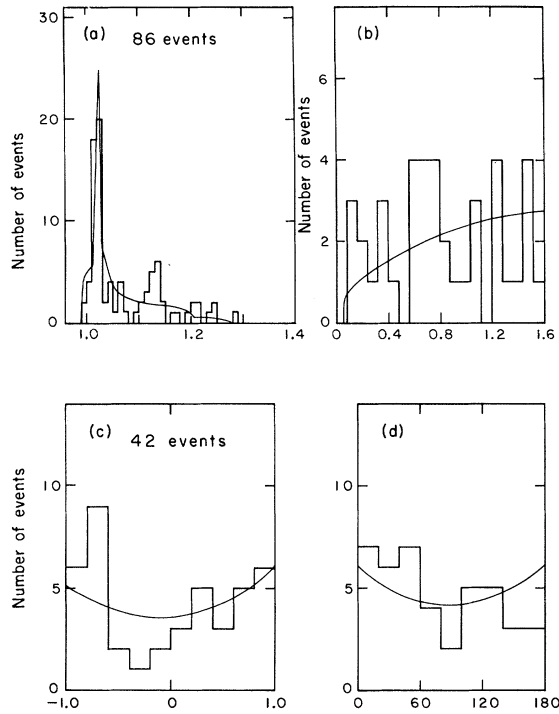 30
(a) 86 events
20
10
0
Number of events
1.0 1.2 1.4
(b)
6
4
2
0
Number of events
0 0.4 0.8 1.2 1.6
(c) 42 events
10
5
0
Number of events
-1.0 0 1.0
(d)
10
5
0
0 60 120 180